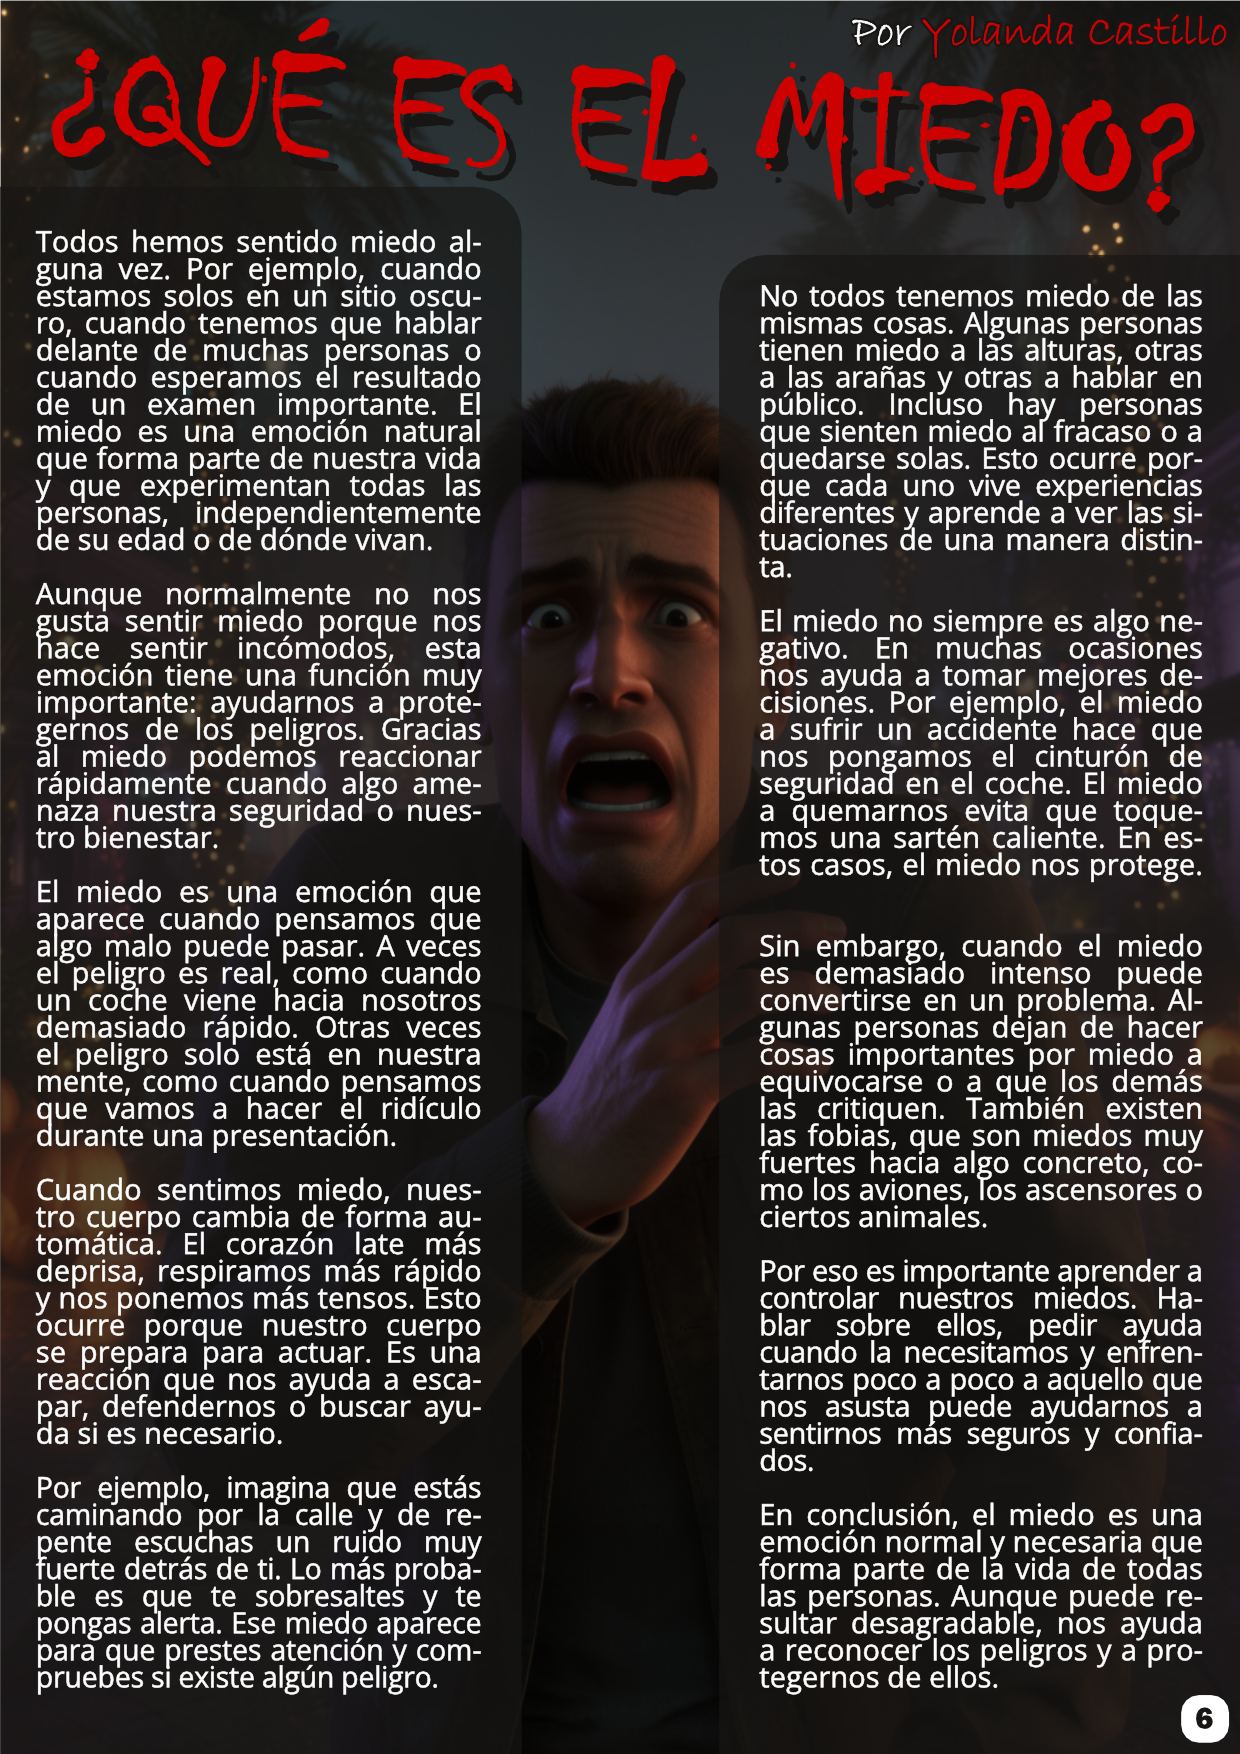 Por Yolanda Castillo
¿QUÉ ES EL MIEDO?
Todos hemos sentido miedo al-
guna vez. Por ejemplo, cuando
estamos solos en un sitio oscu-
ro, cuando tenemos que hablar
delante de muchas personas o
cuando esperamos el resultado
de un examen importante. El
miedo es una emoción natural
que forma parte de nuestra vida
y que experimentan todas las
personas, independientemente
de su edad o de dónde vivan.
Aunque normalmente no nos
gusta sentir miedo porque nos
hace sentir incómodos, esta
emoción tiene una función muy
importante: ayudarnos a prote-
gernos de los peligros. Gracias
al miedo podemos reaccionar
rápidamente cuando algo ame-
naza nuestra seguridad o nues-
tro bienestar.
El miedo es una emoción que
aparece cuando pensamos que
algo malo puede pasar. A veces
el peligro es real, como cuando
un coche viene hacia nosotros
demasiado rápido. Otras veces
el peligro solo está en nuestra
mente, como cuando pensamos
que vamos a hacer el ridículo
durante una presentación.
Cuando sentimos miedo, nues-
tro cuerpo cambia de forma au-
tomática. El corazón late más
deprisa, respiramos más rápido
y nos ponemos más tensos. Esto
ocurre porque nuestro cuerpo
se prepara para actuar. Es una
reacción que nos ayuda a esca-
par, defendernos o buscar ayu-
da si es necesario.
Por ejemplo, imagina que estás
caminando por la calle y de re-
pente escuchas un ruido muy
fuerte detrás de ti. Lo más proba-
ble es que te sobresaltes y te
pongas alerta. Ese miedo aparece
para que prestes atención y com-
pruebes si existe algún peligro.
No todos tenemos miedo de las
mismas cosas. Algunas personas
tienen miedo a las alturas, otras
a las arañas y otras a hablar en
público. Incluso hay personas
que sienten miedo al fracaso o a
quedarse solas. Esto ocurre por-
que cada uno vive experiencias
diferentes y aprende a ver las si-
tuaciones de una manera distin-
ta.
El miedo no siempre es algo ne-
gativo. En muchas ocasiones
nos ayuda a tomar mejores de-
cisiones. Por ejemplo, el miedo
a sufrir un accidente hace que
nos pongamos el cinturón de
seguridad en el coche. El miedo
a quemarnos evita que toque-
mos una sartén caliente. En es-
tos casos, el miedo nos protege.
Sin embargo, cuando el miedo
es demasiado intenso puede
convertirse en un problema. Al-
gunas personas dejan de hacer
cosas importantes por miedo a
equivocarse o a que los demás
las critiquen. También existen
las fobias, que son miedos muy
fuertes hacia algo concreto, co-
mo los aviones, los ascensores o
ciertos animales.
Por eso es importante aprender a
controlar nuestros miedos. Ha-
blar sobre ellos, pedir ayuda
cuando la necesitamos y enfren-
tarnos poco a poco a aquello que
nos asusta puede ayudarnos a
sentirnos más seguros y confia-
dos.
En conclusión, el miedo es una
emoción normal y necesaria que
forma parte de la vida de todas
las personas. Aunque puede re-
sultar desagradable, nos ayuda
a reconocer los peligros y a pro-
tegernos de ellos.
6